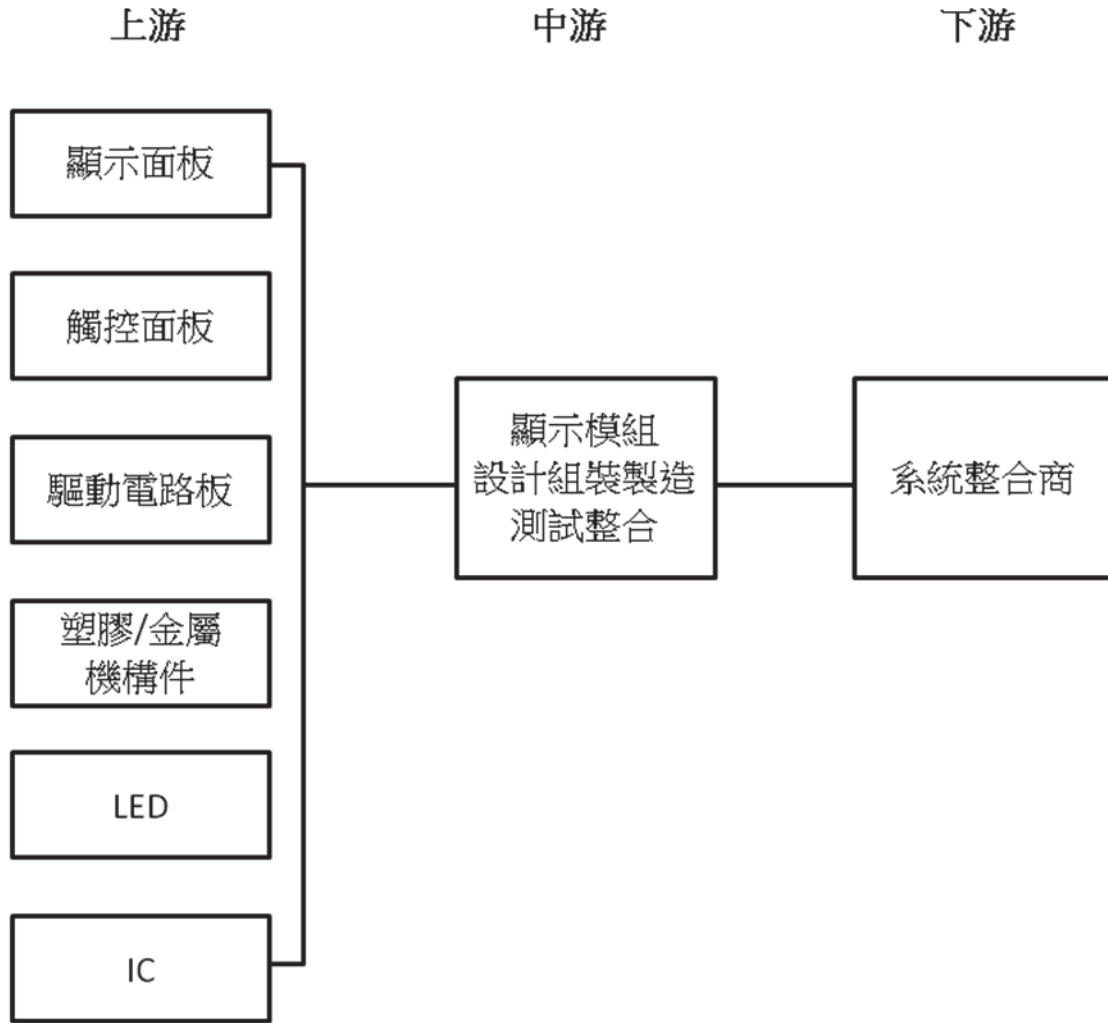 上游 中游 下游
顯示面板
觸控面板
驅動電路板
塑膠/金屬
機構件
LED
IC
顯示模組
設計組裝製造
測試整合
系統整合商